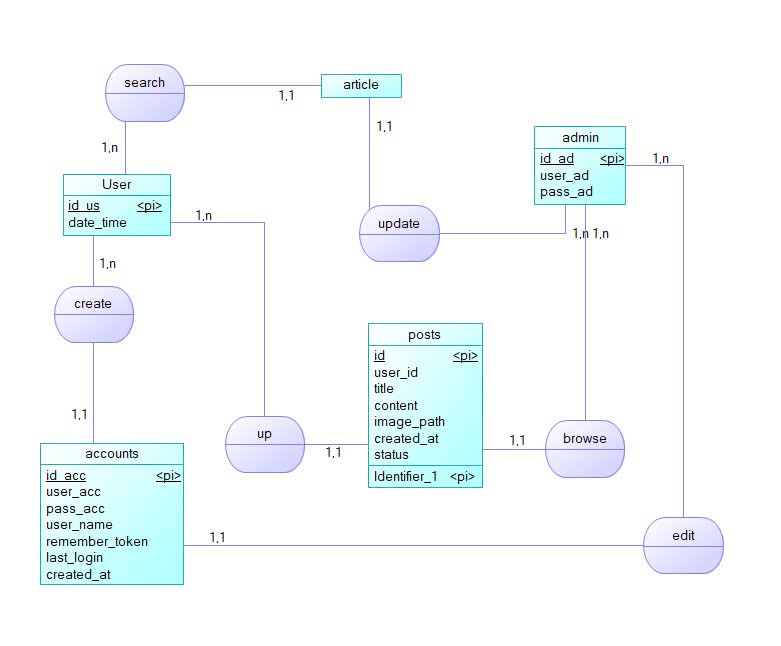 search
article
1,1
1,1
1,n
admin
id_ad <pi>
user_ad
pass_ad
1,n
User
id_us <pi>
date_time
1,n
update
1,n 1,n
1,n
create
posts
id <pi>
user_id
title
content
image_path
created_at
status
Identifier_1 <pi>
1,1
up
1,1
1,1
browse
accounts
id_acc <pi>
user_acc
pass_acc
user_name
remember_token
last_login
created_at
1,1
edit